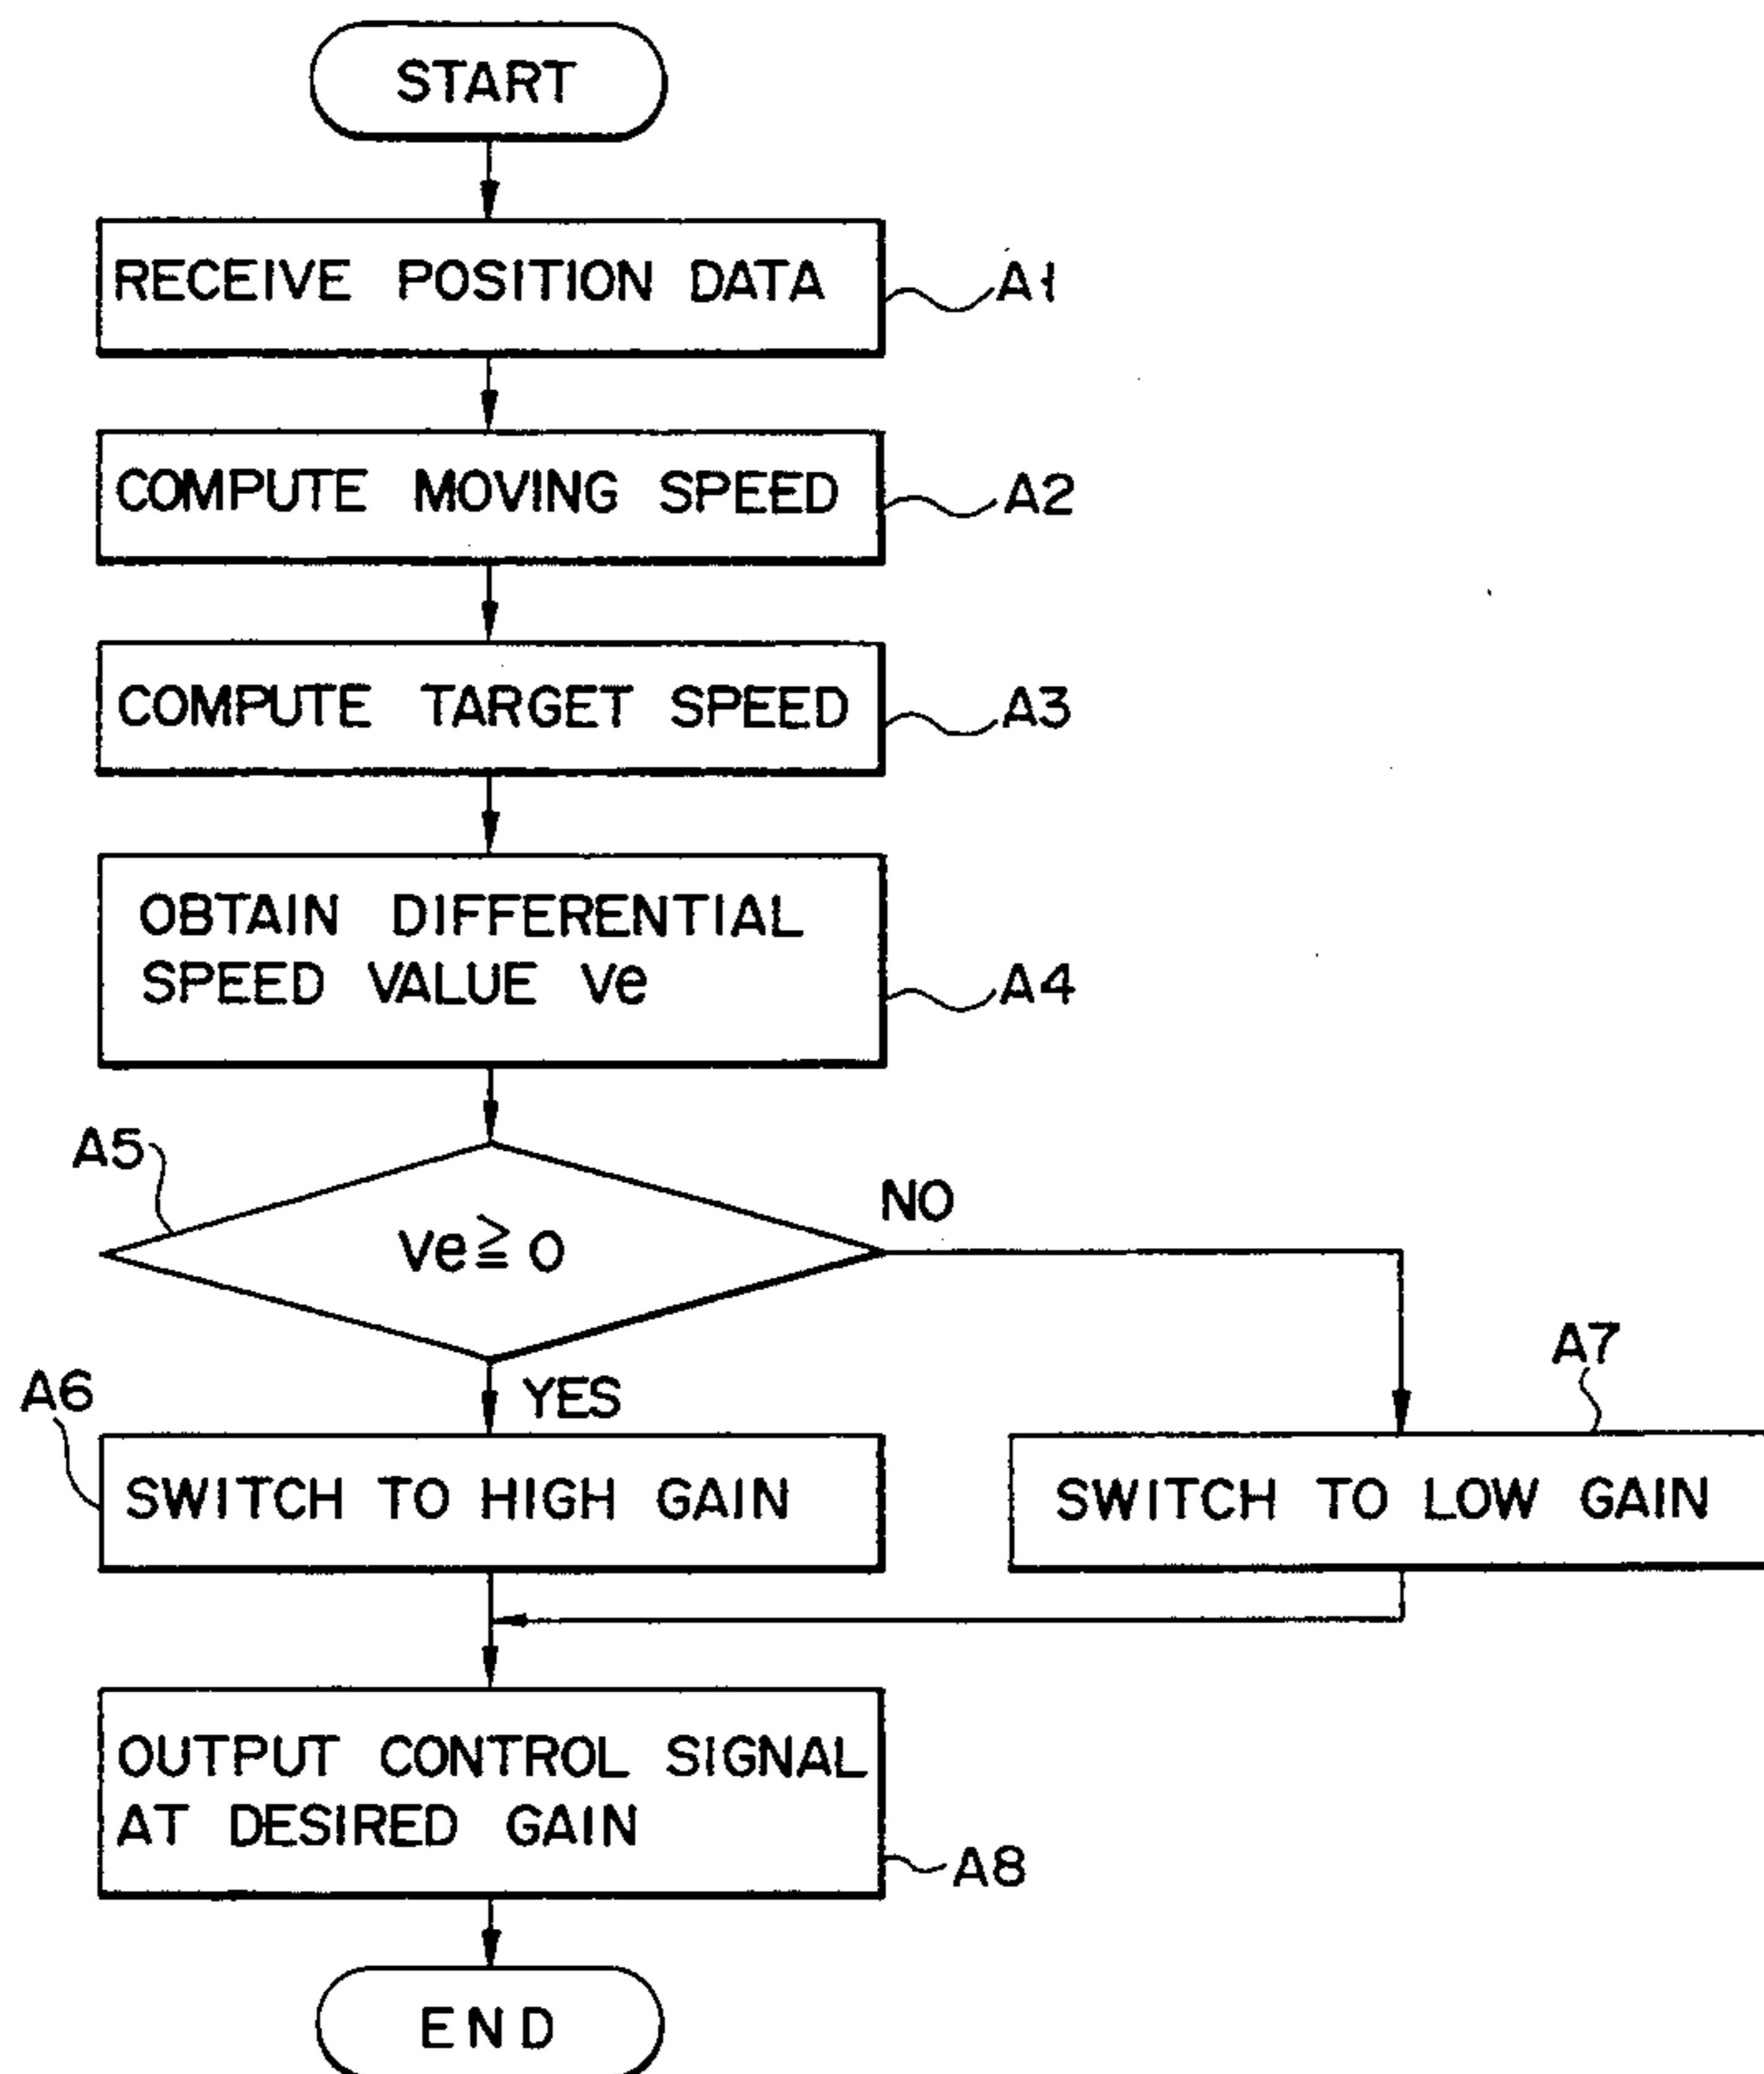 START
RECEIVE POSITION DATA
A1
COMPUTE MOVING SPEED
A2
COMPUTE TARGET SPEED
A3
OBTAIN DIFFERENTIAL
SPEED VALUE Ve
A4
A5
Ve ≧ 0
NO
YES
A6
SWITCH TO HIGH GAIN
A7
SWITCH TO LOW GAIN
OUTPUT CONTROL SIGNAL
AT DESIRED GAIN
A8
END